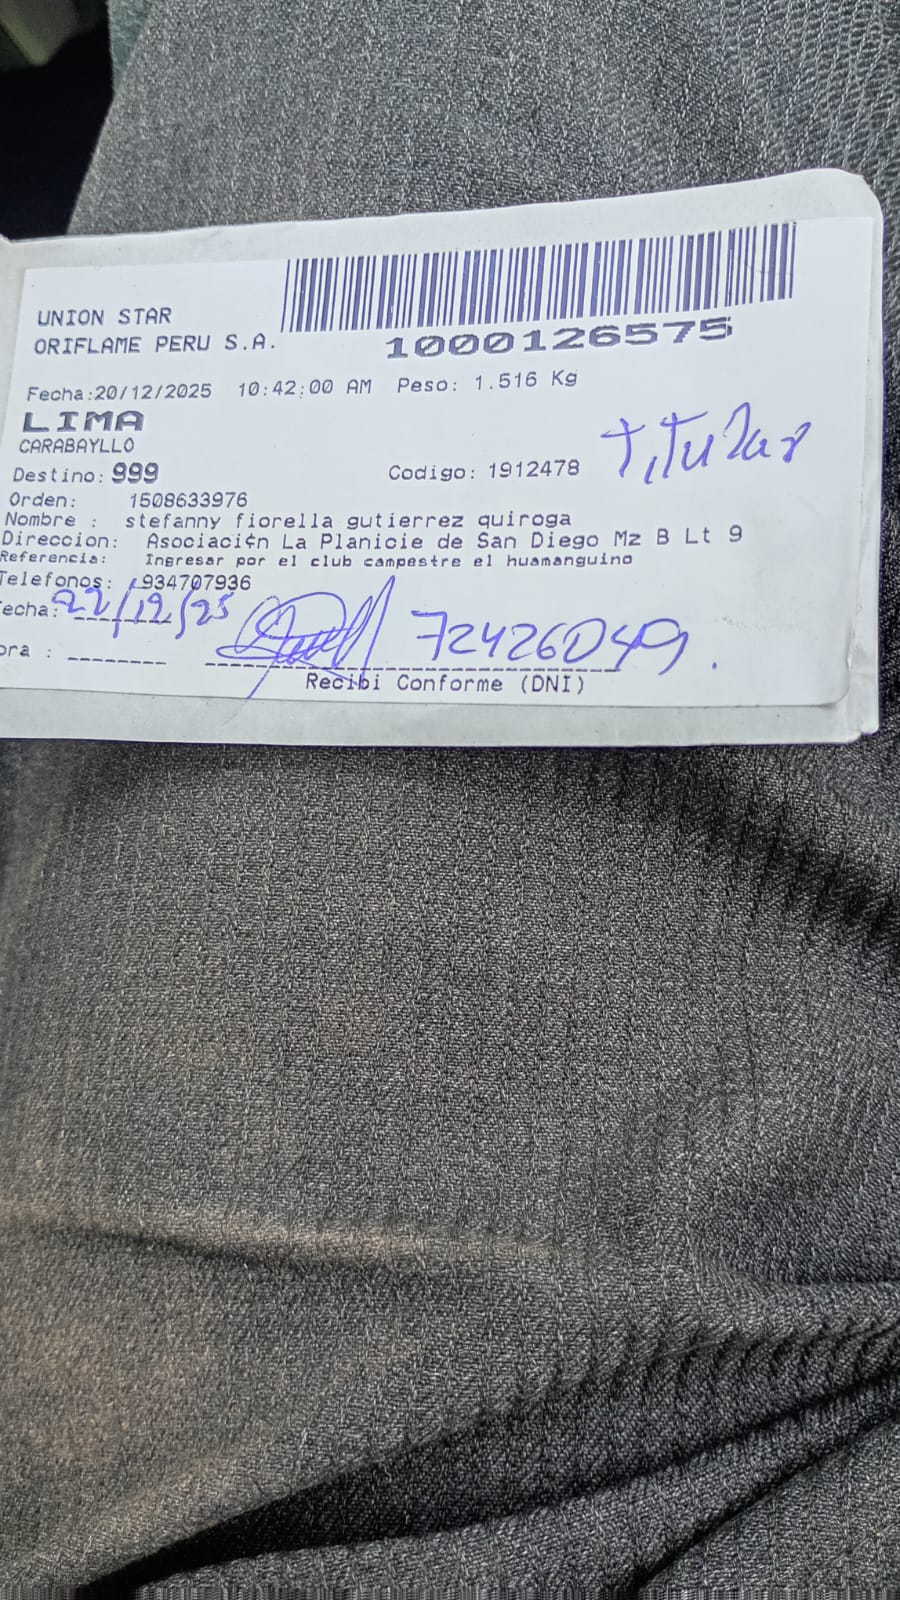 UNION STAR
ORIFLAME PERU S.A.
1000126575
Fecha:20/12/2025 10:42:00 AM Peso: 1.516 Kg
LIMA
CARABAYLLO
Titular
Destino: 999 Codigo: 1912478
Orden: 1508633976
Nombre : stefanny fiorella gutierrez quiroga
Direccion: Asociaci¢n La Planicie de San Diego Mz B Lt 9
Referencia: Ingresar por el club campestre el huamanguino
Telefonos: 934707936
echa: 22/12/25 72426049.
ora :
Recibi Conforme (DNI)